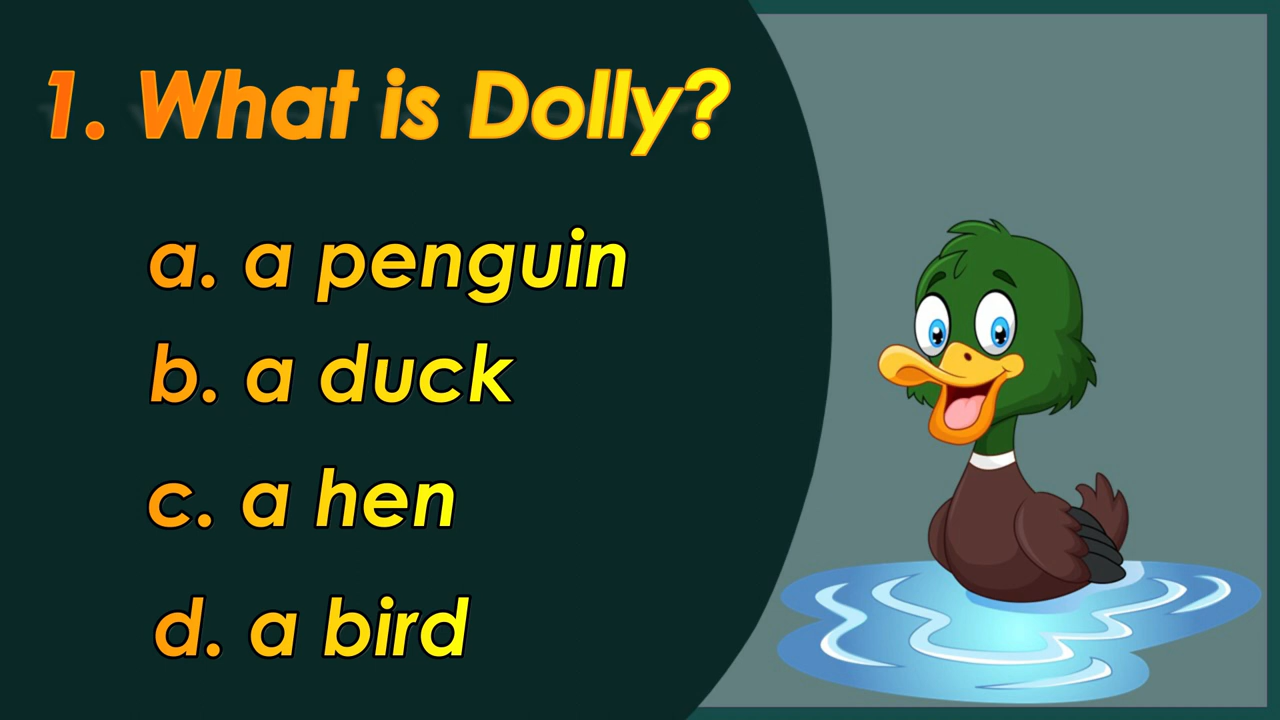 1. What is Dolly?
a. a penguin
b. a duck
c. a hen
d. a bird